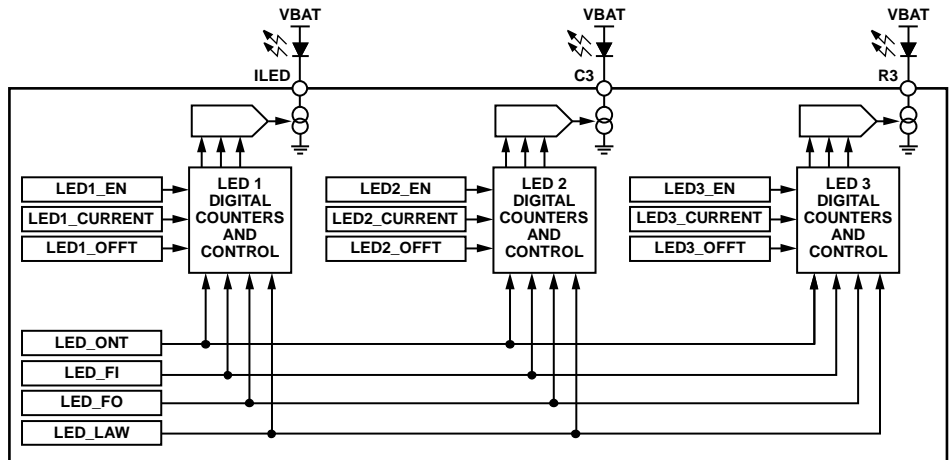 VBAT VBAT VBAT
ILED C3 R3
LED1_EN
LED1_CURRENT
LED1_OFFT
LED 1
DIGITAL
COUNTERS
AND
CONTROL
LED2_EN
LED2_CURRENT
LED2_OFFT
LED 2
DIGITAL
COUNTERS
AND
CONTROL
LED3_EN
LED3_CURRENT
LED3_OFFT
LED 3
DIGITAL
COUNTERS
AND
CONTROL
LED_ONT
LED_FI
LED_FO
LED_LAW